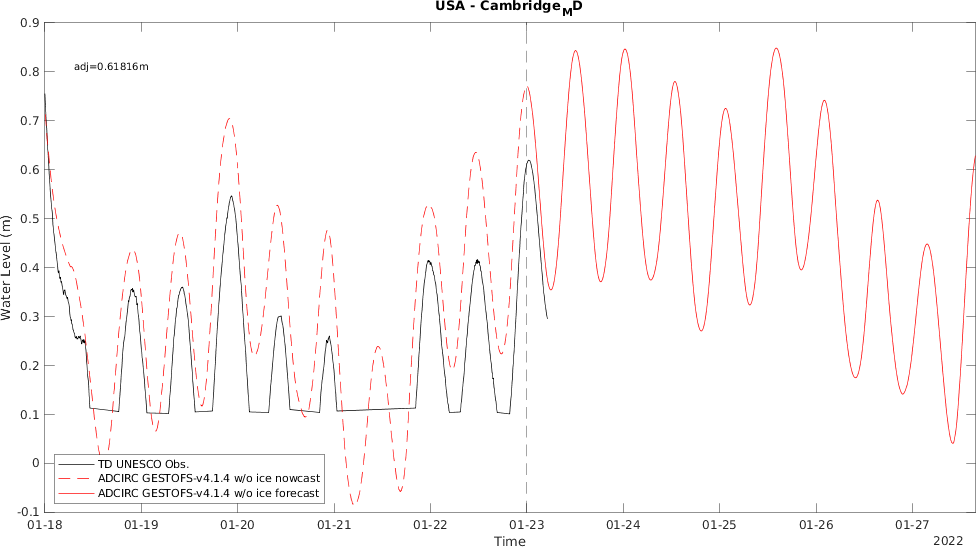 USA - Cambridge_MD
0.9
0.8
0.7
0.6
0.5
0.4
0.3
0.2
0.1
0
-0.1
Water Level (m)
adj=0.61816m
TD UNESCO Obs.
ADCIRC GESTOFS-v4.1.4 w/o ice nowcast
ADCIRC GESTOFS-v4.1.4 w/o ice forecast
01-18 01-19 01-20 01-21 01-22 01-23 01-24 01-25 01-26 01-27
Time
2022